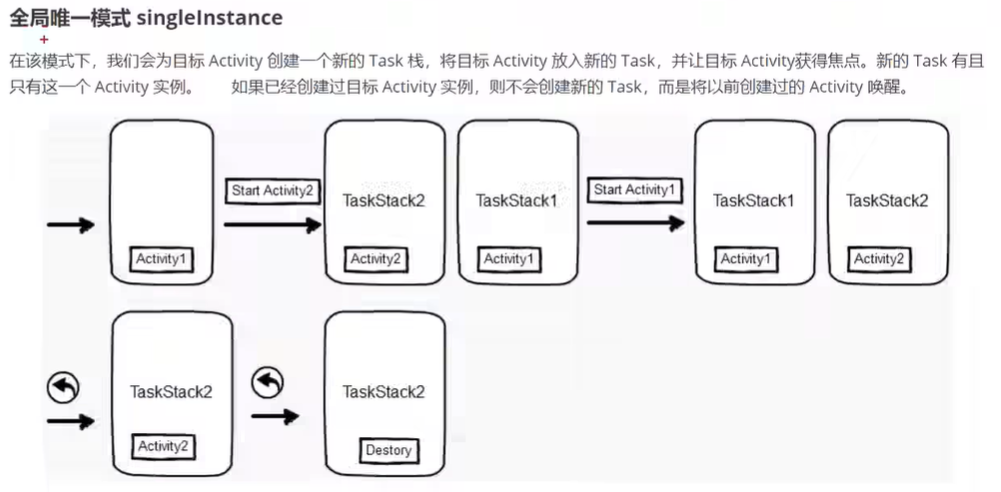 全局唯一模式 singleInstance
在该模式下，我们会为目标 Activity 创建一个新的 Task 栈，将目标 Activity 放入新的 Task，并让目标 Activity获得焦点。新的 Task 有且
只有这一个 Activity 实例。 如果已经创建过目标 Activity 实例，则不会创建新的 Task，而是将以前创建过的 Activity 唤醒。
Activity1
Start Activity2
TaskStack2
Activity2
TaskStack1
Activity1
Start Activity1
TaskStack1
Activity1
TaskStack2
Activity2
TaskStack2
Activity2
TaskStack2
Destory